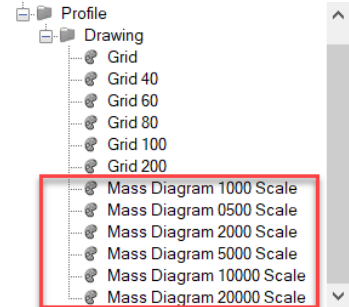 Profile
Drawing
Grid
Grid 40
Grid 60
Grid 80
Grid 100
Grid 200
Mass Diagram 1000 Scale
Mass Diagram 0500 Scale
Mass Diagram 2000 Scale
Mass Diagram 5000 Scale
Mass Diagram 10000 Scale
Mass Diagram 20000 Scale